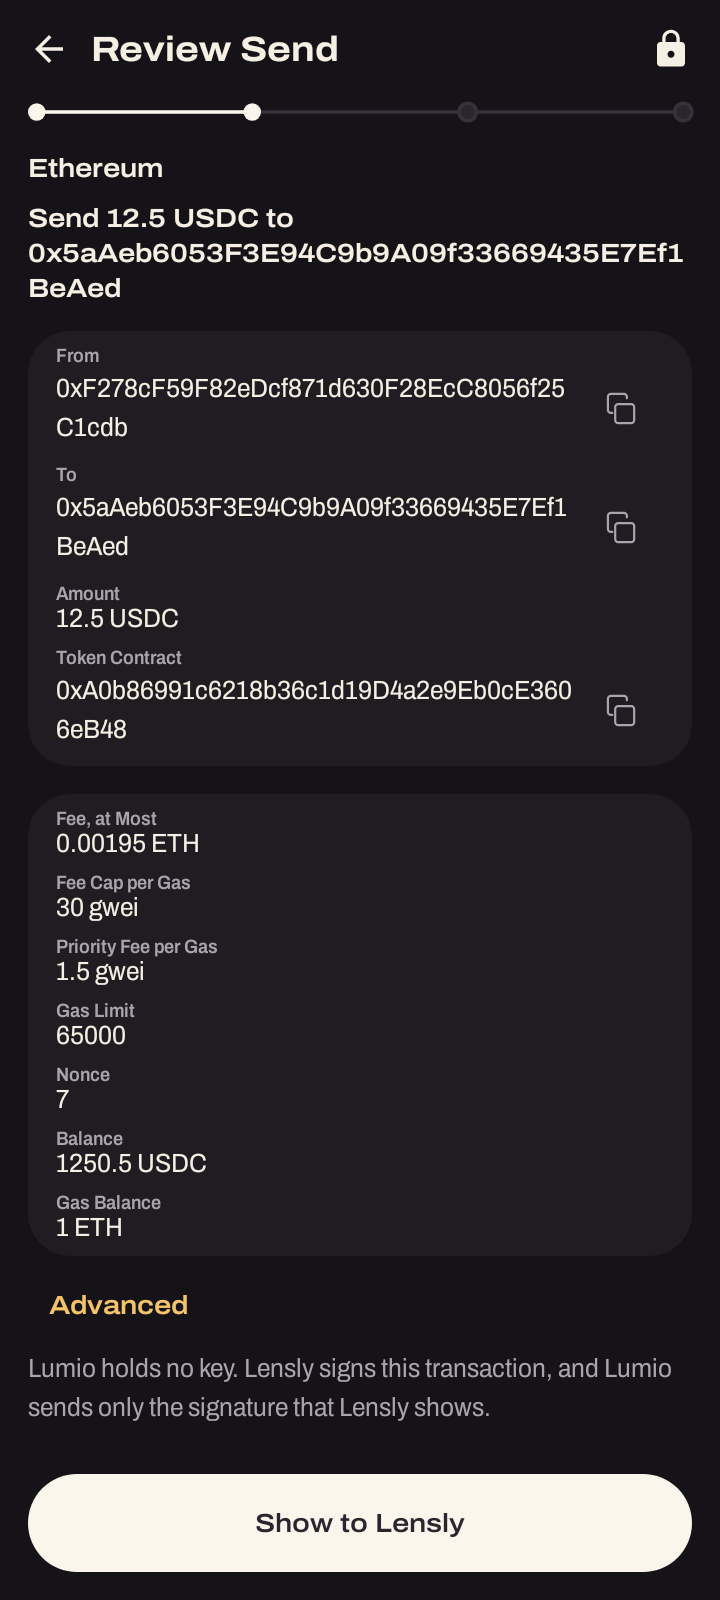 Review Send
Ethereum
Send 12.5 USDC to
0x5aAeb6053F3E94C9b9A09f33669435E7Ef1
BeAed
From
0xF278cF59F82eDcf871d630F28EcC8056f25
C1cdb
To
0x5aAeb6053F3E94C9b9A09f33669435E7Ef1
BeAed
Amount
12.5 USDC
Token Contract
0xA0b86991c6218b36c1d19D4a2e9Eb0cE360
6eB48
Fee, at Most
0.00195 ETH
Fee Cap per Gas
30 gwei
Priority Fee per Gas
1.5 gwei
Gas Limit
65000
Nonce
7
Balance
1250.5 USDC
Gas Balance
1 ETH
Advanced
Lumio holds no key. Lensly signs this transaction, and Lumio
sends only the signature that Lensly shows.
Show to Lensly